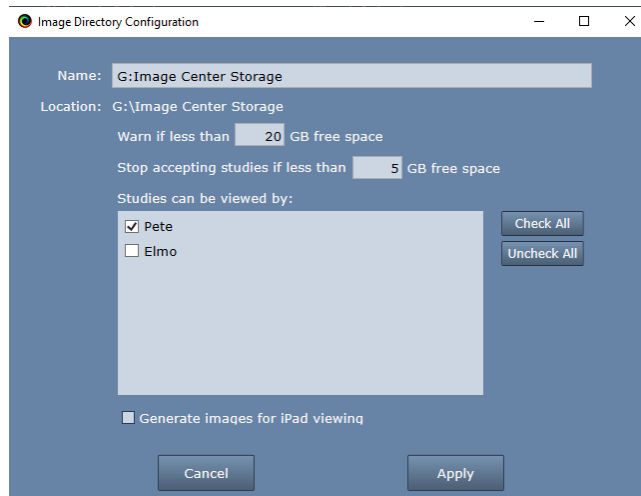 Image Directory Configuration
Name: G:Image Center Storage
Location: G:\Image Center Storage
Warn if less than 20 GB free space
Stop accepting studies if less than 5 GB free space
Studies can be viewed by:
Pete
Check All
Elmo
Uncheck All
Generate images for iPad viewing
Cancel
Apply